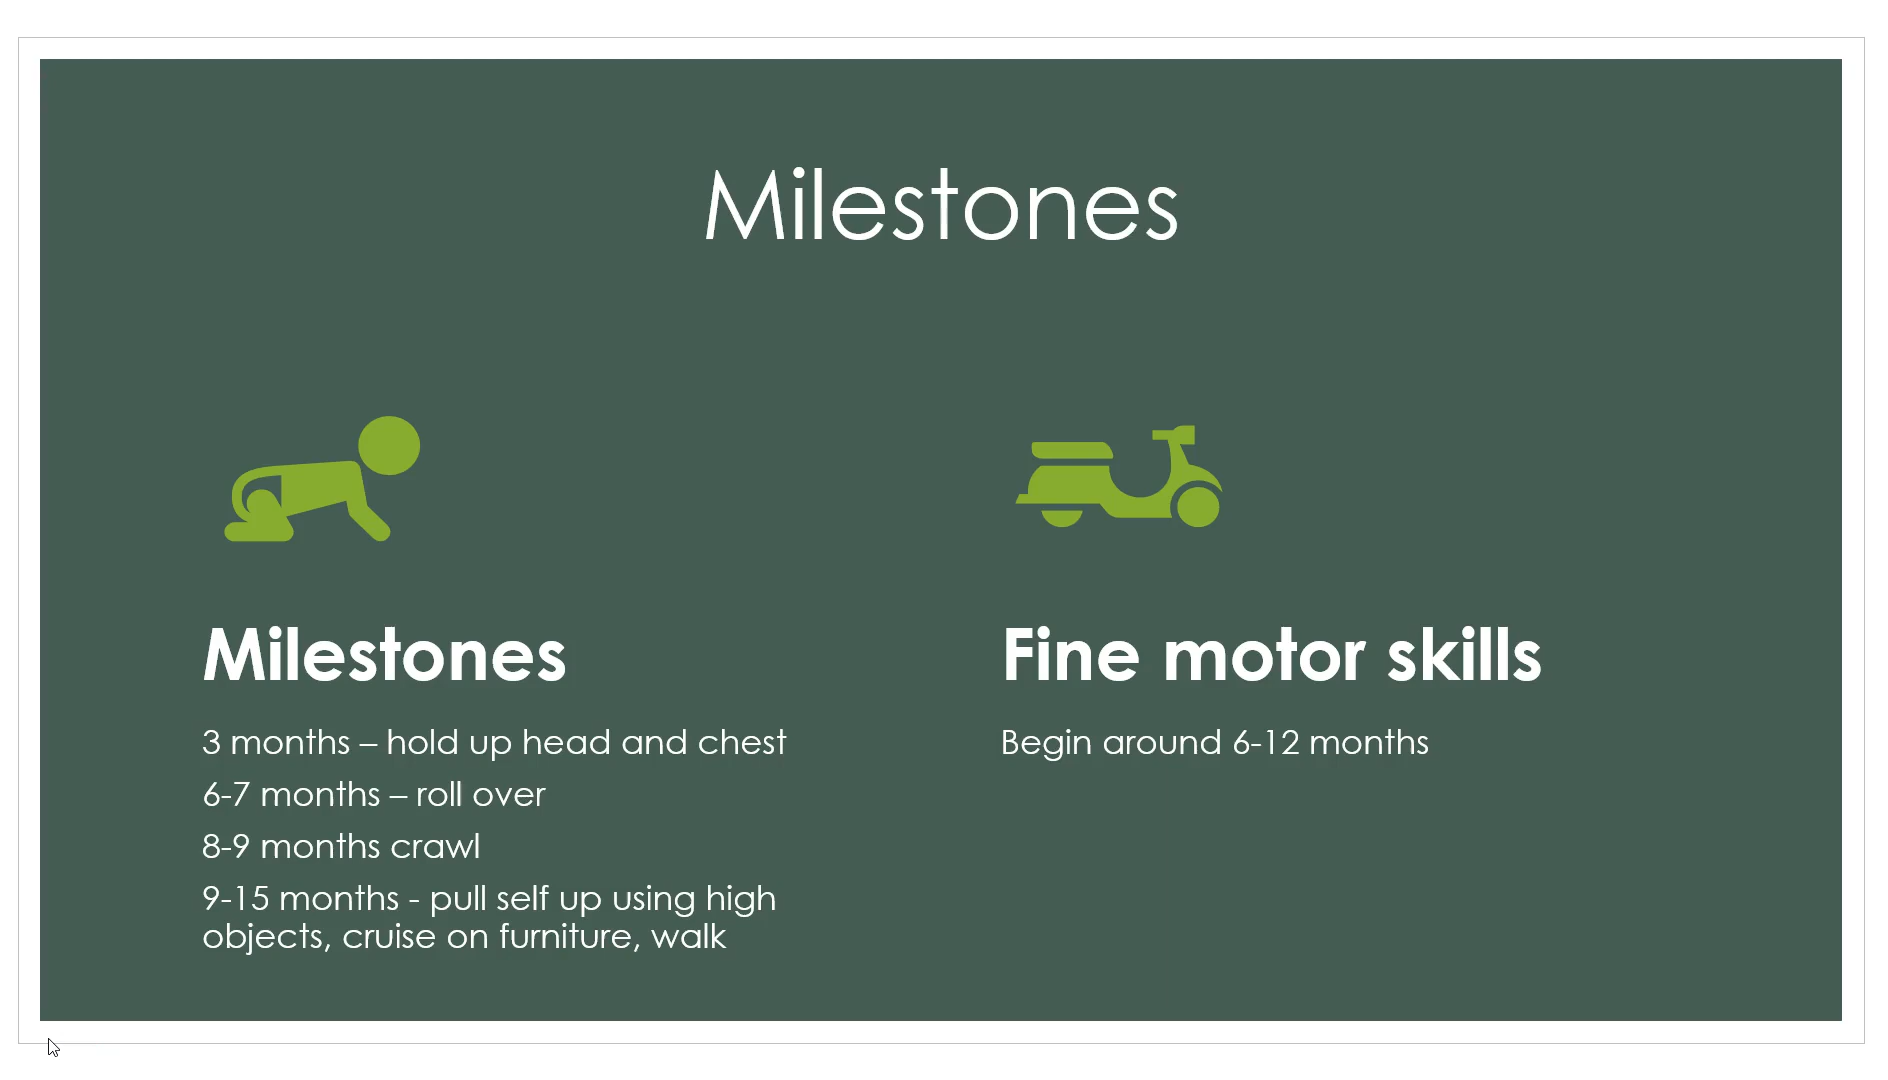 Milestones
Milestones
3 months – hold up head and chest
6-7 months – roll over
8-9 months crawl
9-15 months - pull self up using high
objects, cruise on furniture, walk
Fine motor skills
Begin around 6-12 months